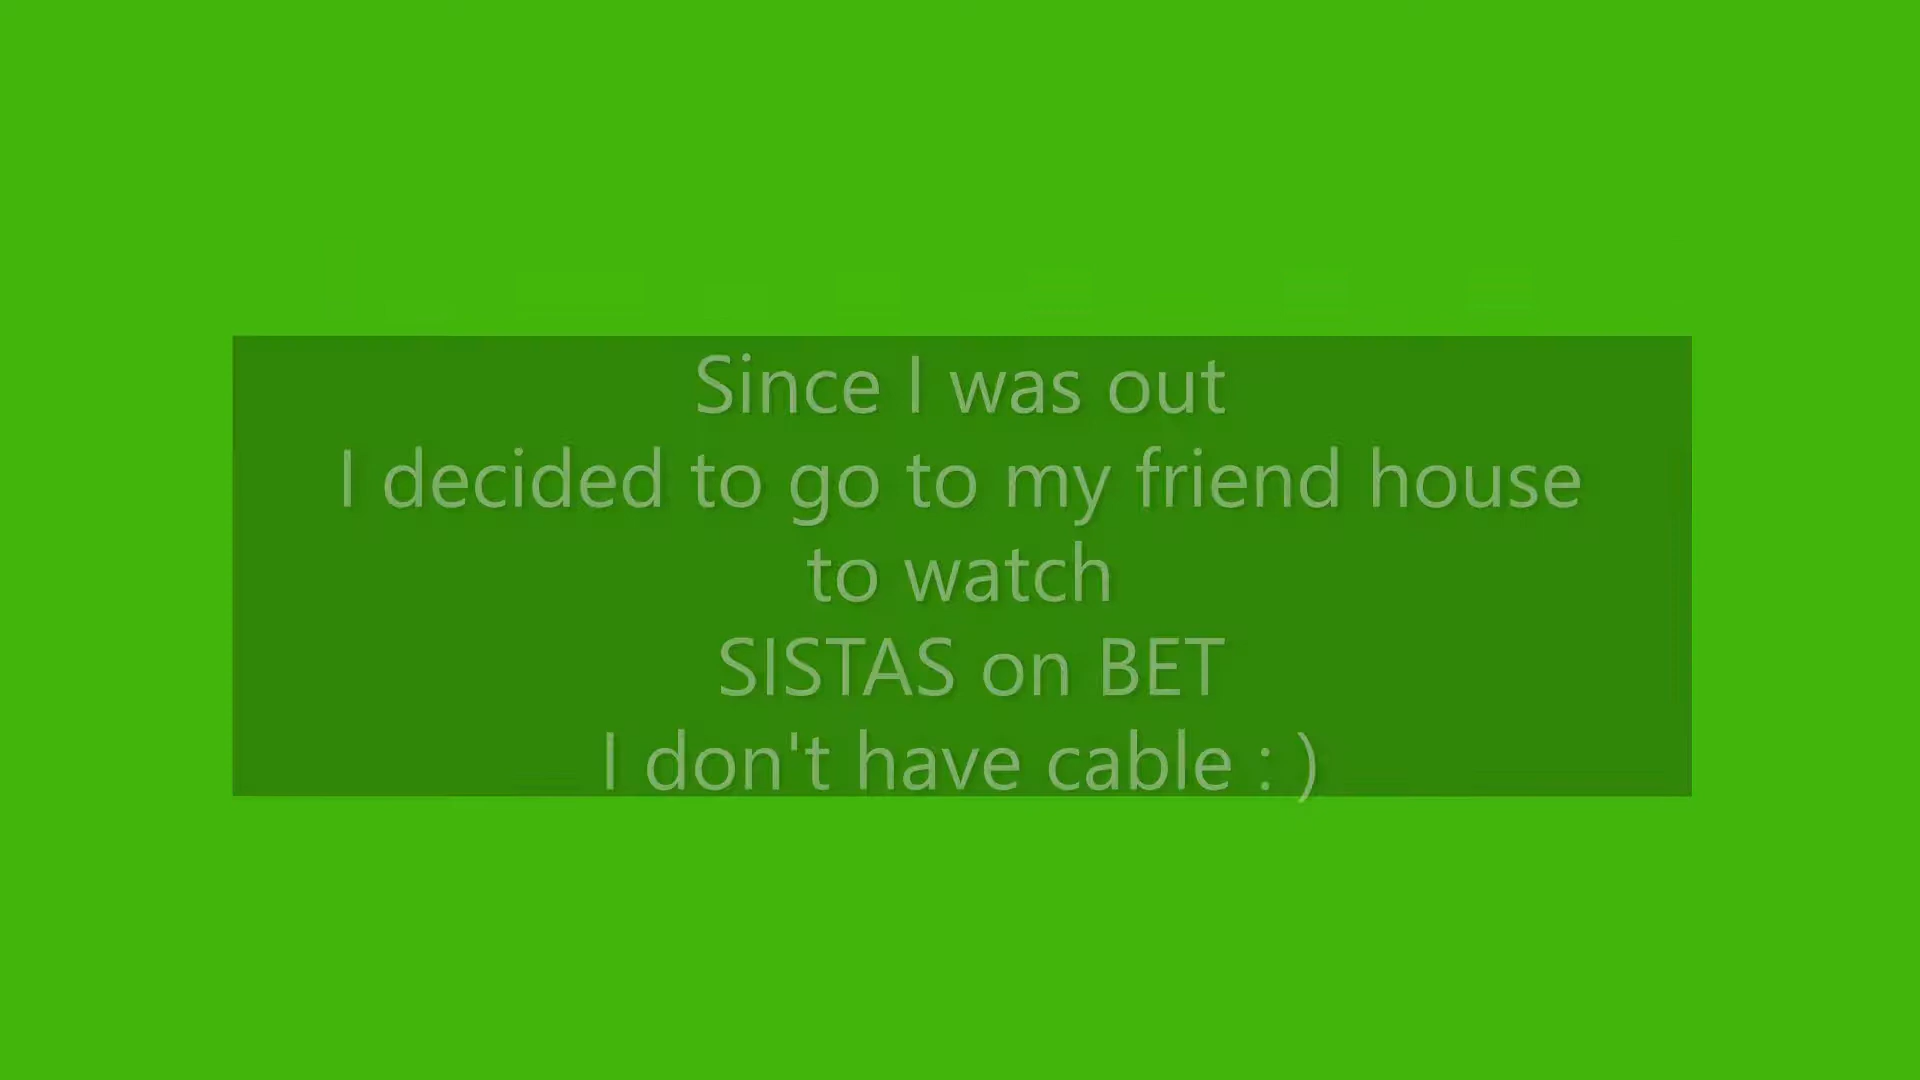 Since I was out
I decided to go to my friend house
to watch
SISTAS on BET
I don't have cable : )